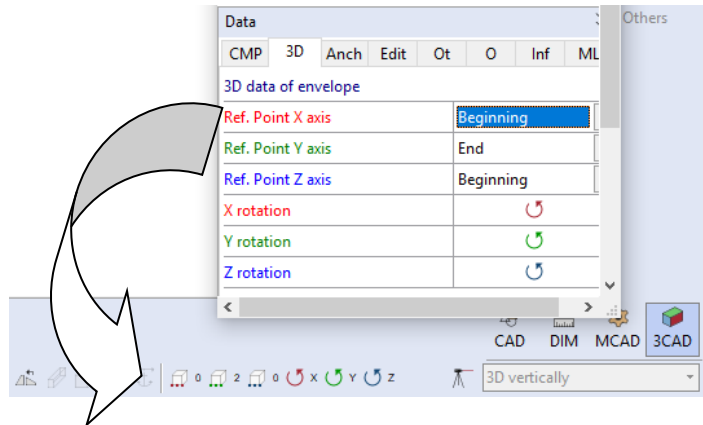 Data
Others
CMP 3D Anch Edit Ot O Inf ML
3D data of envelope
Ref. Point X axis Beginning
Ref. Point Y axis End
Ref. Point Z axis Beginning
X rotation
Y rotation
Z rotation
CAD DIM MCAD 3CAD
0 2 0 X Y Z 3D vertically